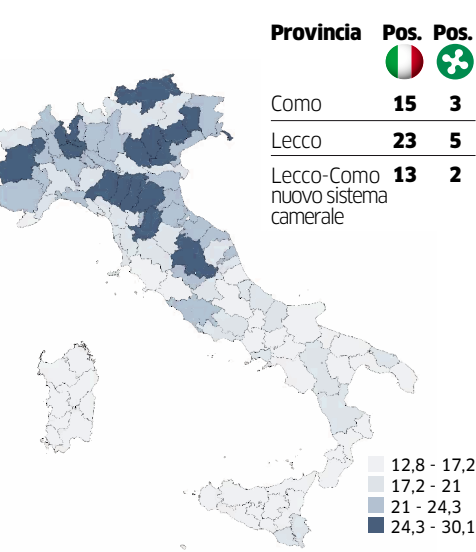 Provincia Pos. Pos.
Como 15 3
Lecco 23 5
Lecco-Como 13 2
nuovo sistema
camerale
12,8 - 17,2
17,2 - 21
21 - 24,3
24,3 - 30,1